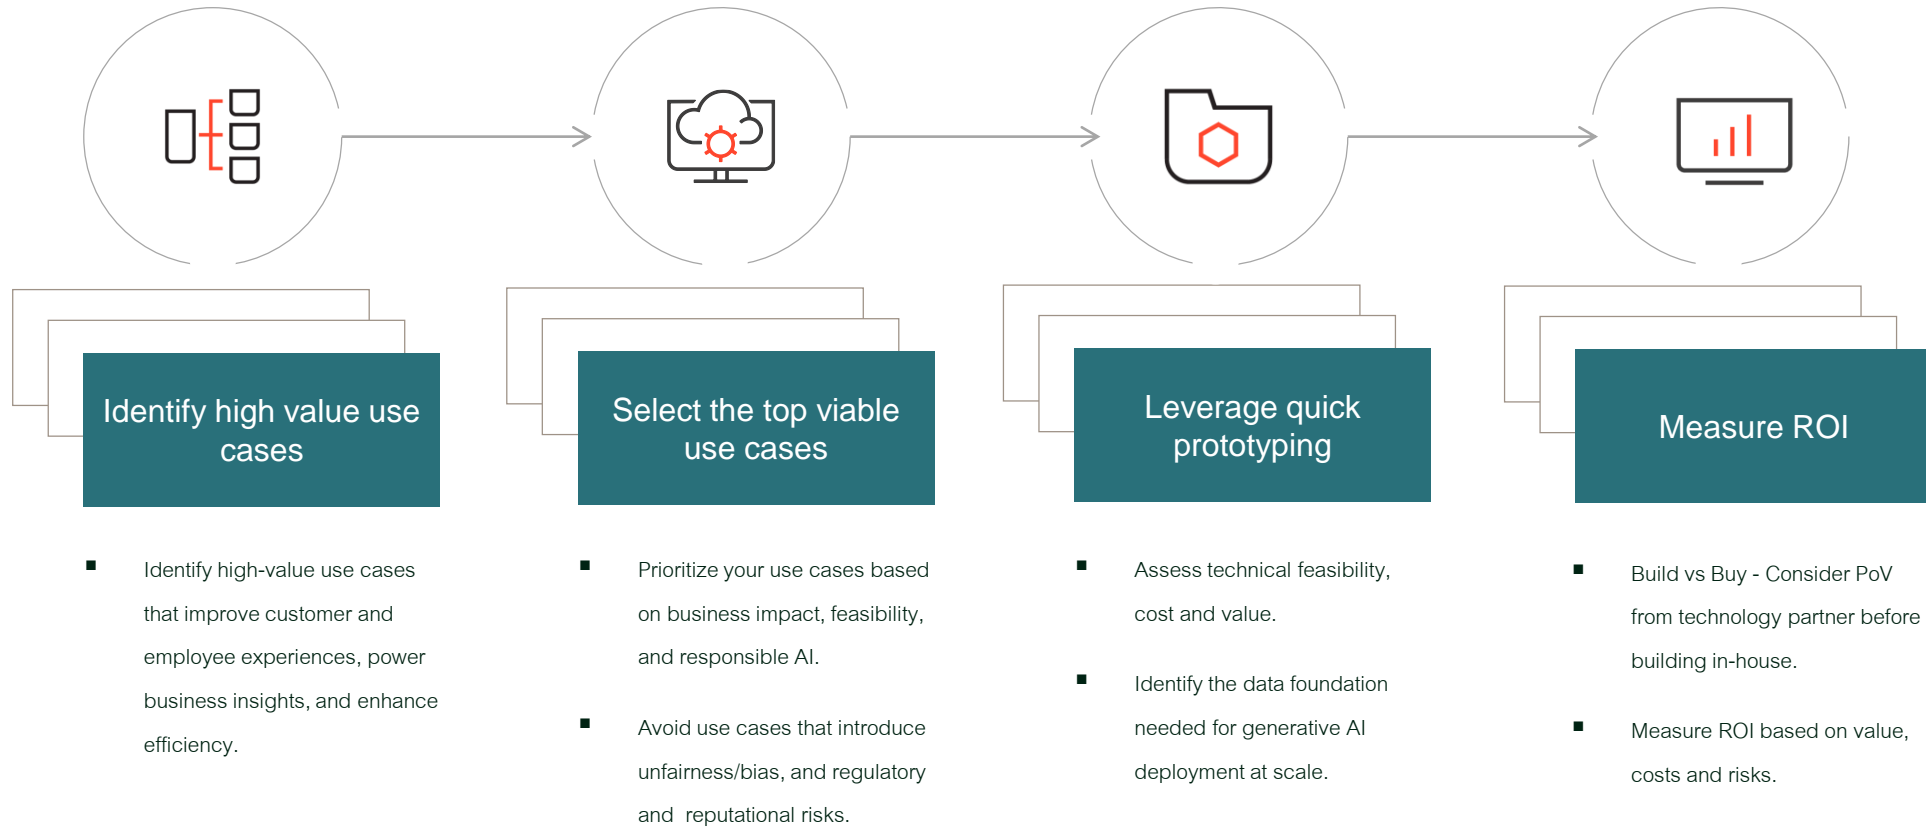 Identify high value use
cases
Select the top viable
use cases
Leverage quick
prototyping
Measure ROI
▪ Identify high-value use cases
that improve customer and
employee experiences, power
business insights, and enhance
efficiency.
▪ Prioritize your use cases based
on business impact, feasibility,
and responsible AI.
▪ Avoid use cases that introduce
unfairness/bias, and regulatory
and  reputational risks.
▪ Assess technical feasibility,
cost and value.
▪ Identify the data foundation
needed for generative AI
deployment at scale.
▪ Build vs Buy - Consider PoV
from technology partner before
building in-house.
▪ Measure ROI based on value,
costs and risks.